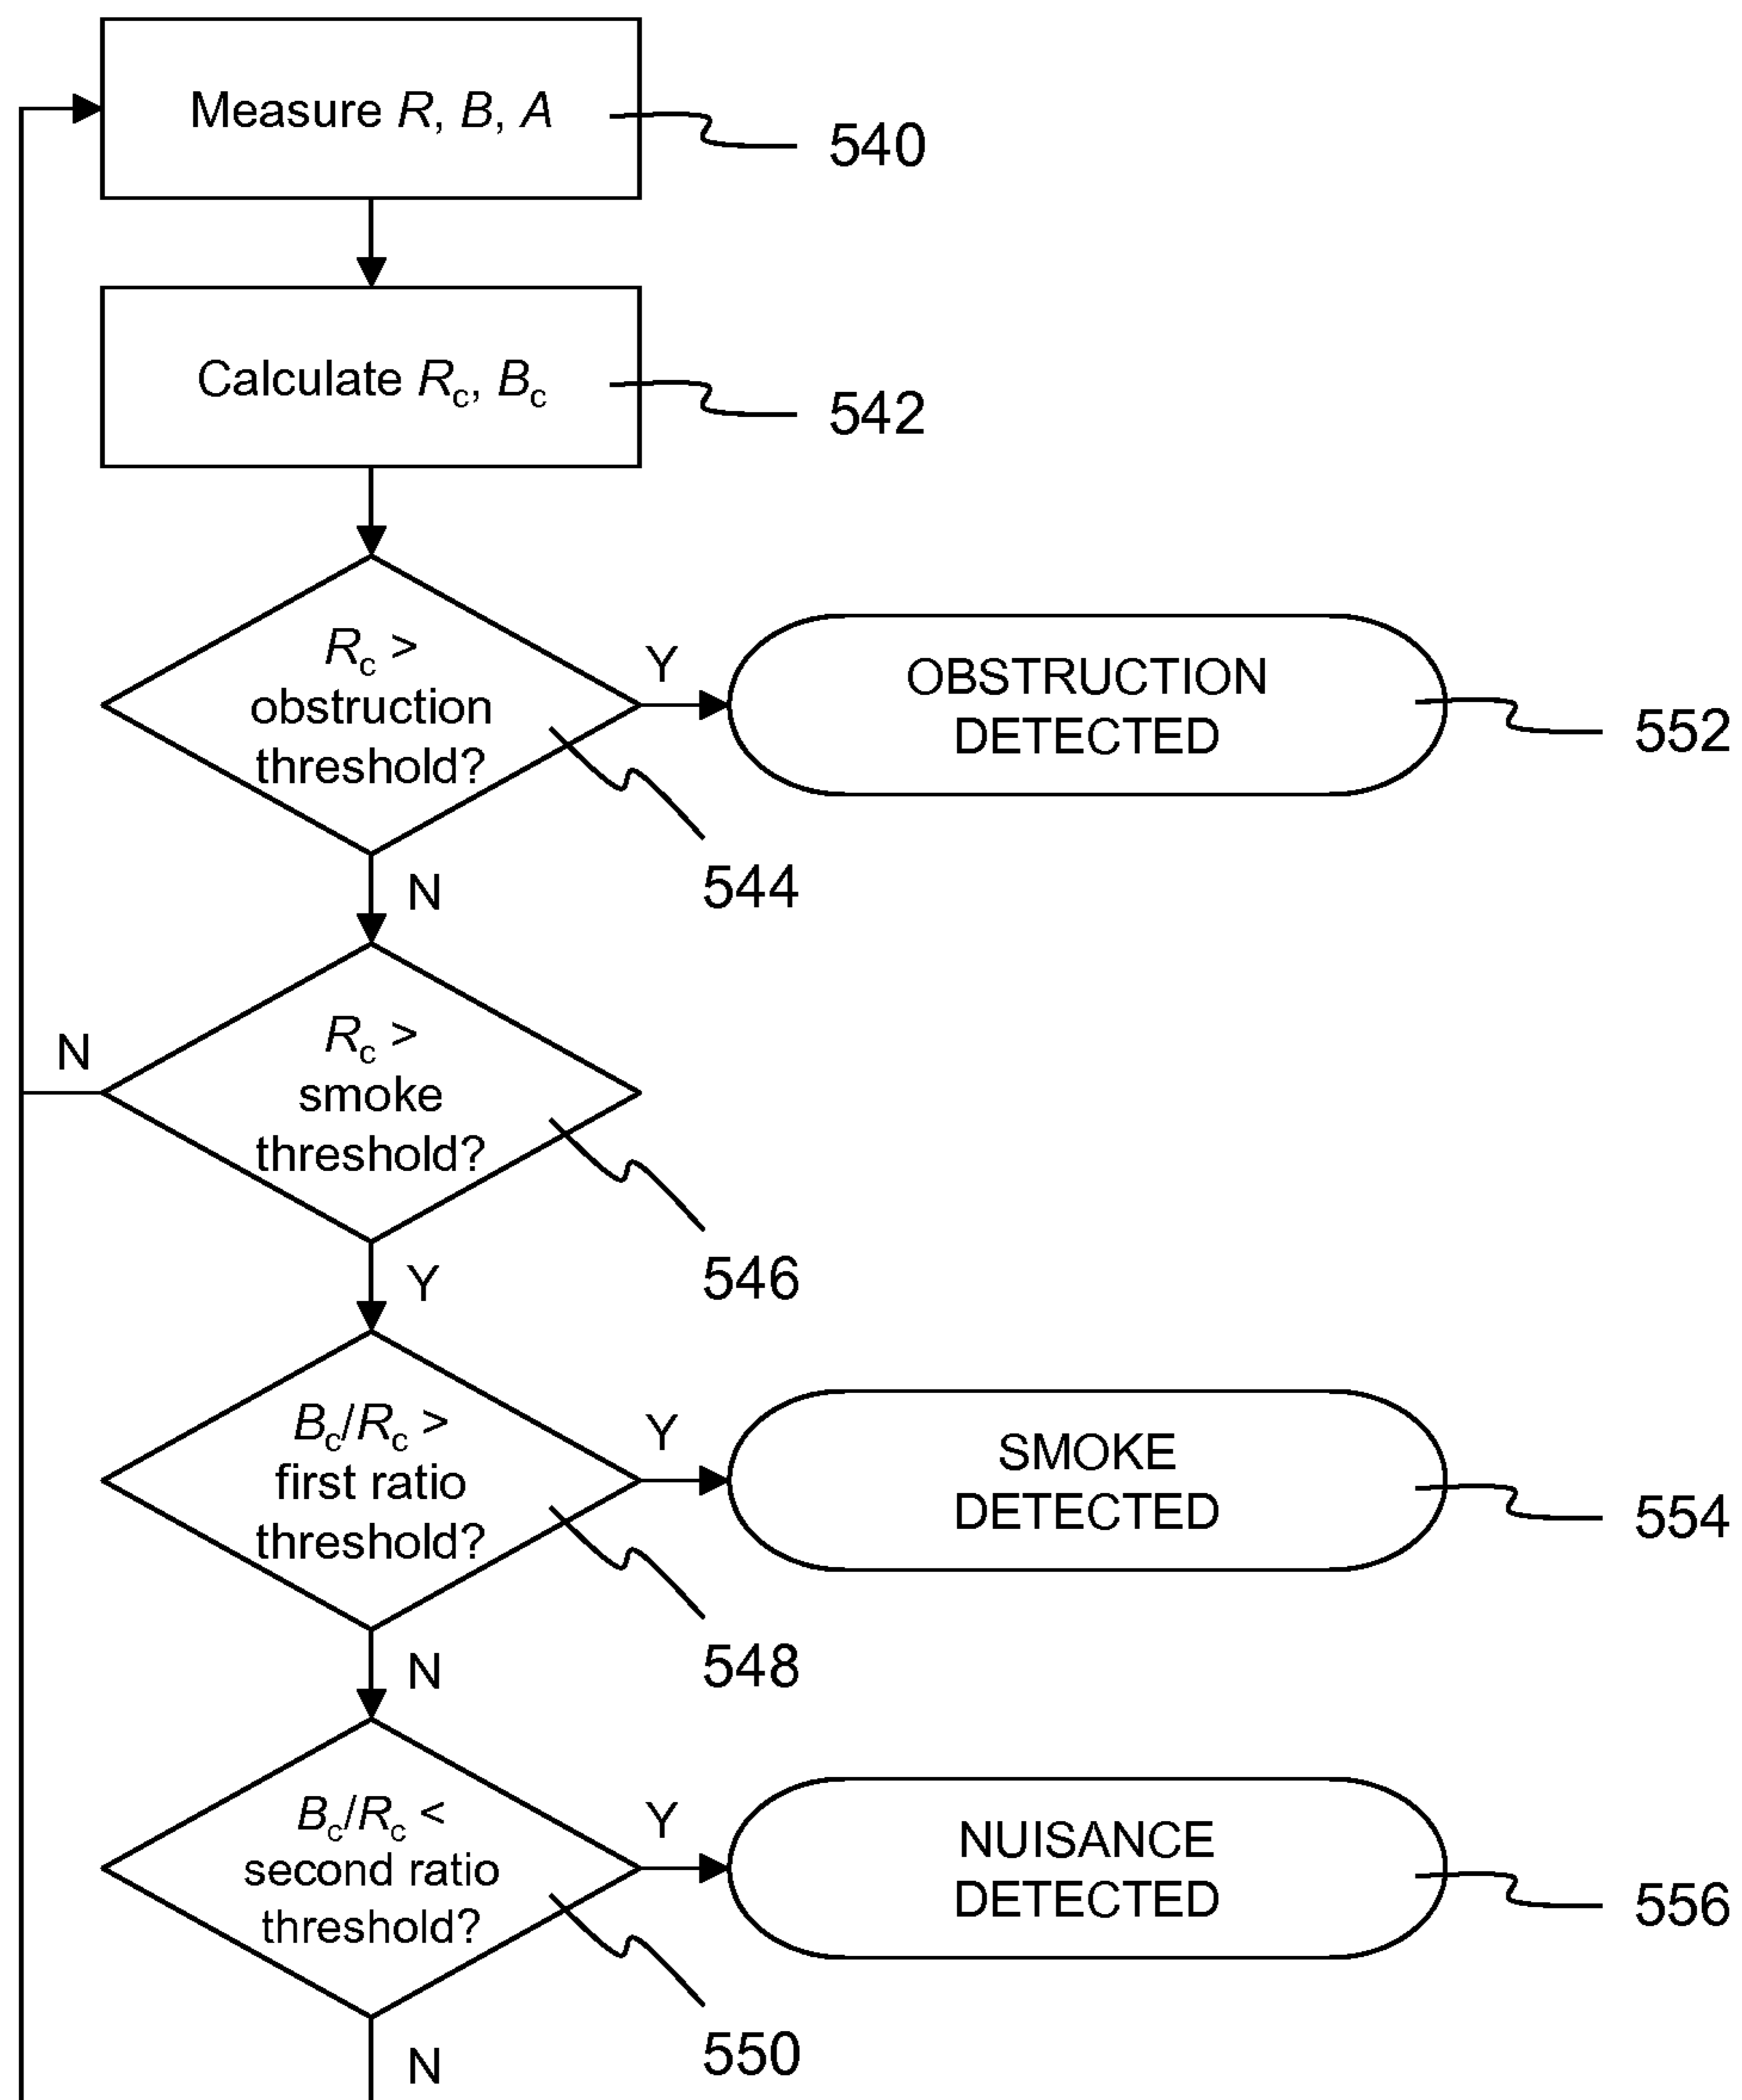 Measure R, B, A
540
Calculate Rc, Bc
542
Rc >
obstruction
threshold?
Y
OBSTRUCTION
DETECTED
552
544
N
Rc >
smoke
threshold?
N
546
Y
Bc/Rc >
first ratio
threshold?
Y
SMOKE
DETECTED
554
548
N
Bc/Rc <
second ratio
threshold?
Y
NUISANCE
DETECTED
556
550
N